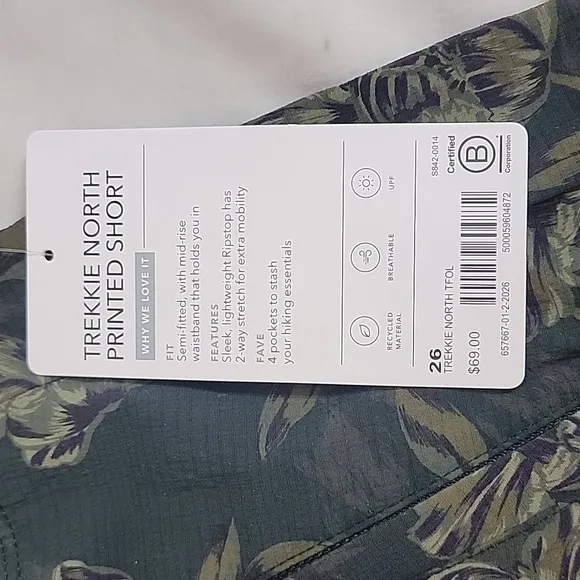 TREKKIE NORTH
PRINTED SHORT
WHY WE LOVE IT
FIT
Semi-fitted, with mid-rise
waistband that holds you in
FEATURES
Sleek, lightweight Ripstop has
2-way stretch for extra mobility
FAVE
4 pockets to stash
your hiking essentials
RECYCLED
MATERIAL
BREATHABLE
UPF
26
TREKKIE NORTH TFOL
$69.00
657667-01-2-2026
500059604872
S842-0014
Certified
B
Corporation